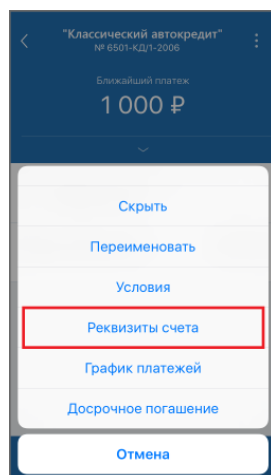 "Классический автокредит"
№ 6501-КД/1-2006
Ближайший платеж
1 000 ₽
Скрыть
Переименовать
Условия
Реквизиты счета
График платежей
Досрочное погашение
Отмена